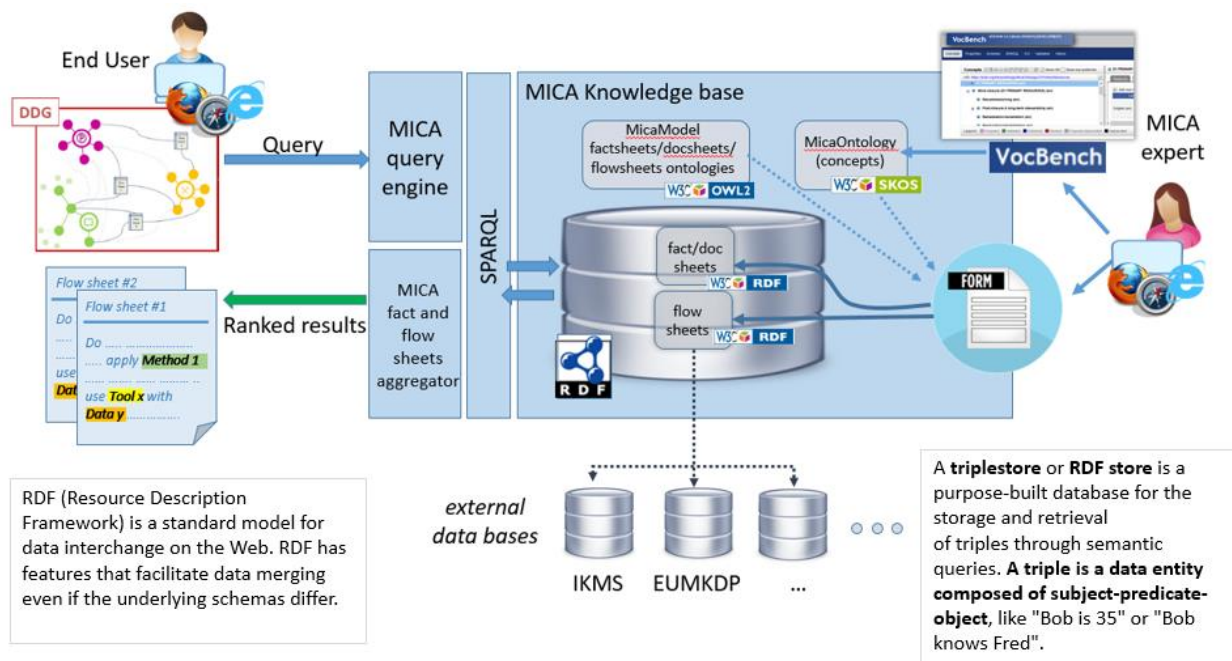 End User
DDG
Query
MICA
query
engine
SPARQL
MICA Knowledge base
MicaModel
factsheets/docsheets/
flowsheets ontologies
W3C OWL2
MicaOntology
(concepts)
W3C SKOS
VocBench
VocBench
MICA
expert
fact/doc
sheets
W3C RDF
flow
sheets
W3C RDF
RDF
FORM
Flow sheet #2
Do
use
Dat
Flow sheet #1
Do ..... ....................
..... apply Method 1
use Tool x with
Data y
Ranked results
MICA
fact and
flow
sheets
aggregator
external
data bases
IKMS
EUMKDP
...
RDF (Resource Description
Framework) is a standard model for
data interchange on the Web. RDF has
features that facilitate data merging
even if the underlying schemas differ.
A triplestore or RDF store is a
purpose-built database for the
storage and retrieval
of triples through semantic
queries. A triple is a data entity
composed of subject-predicate-
object, like "Bob is 35" or "Bob
knows Fred".